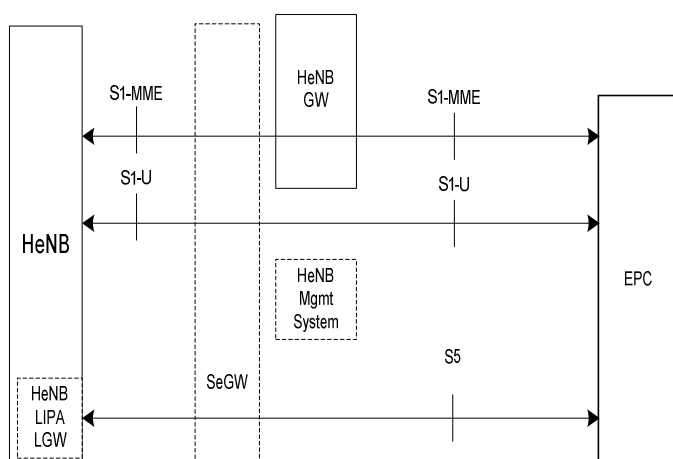 HeNB
GW
S1-MME
S1-MME
S1-U
S1-U
HeNB
EPC
HeNB
Mgmt
System
S5
SeGW
HeNB
LIPA
LGW